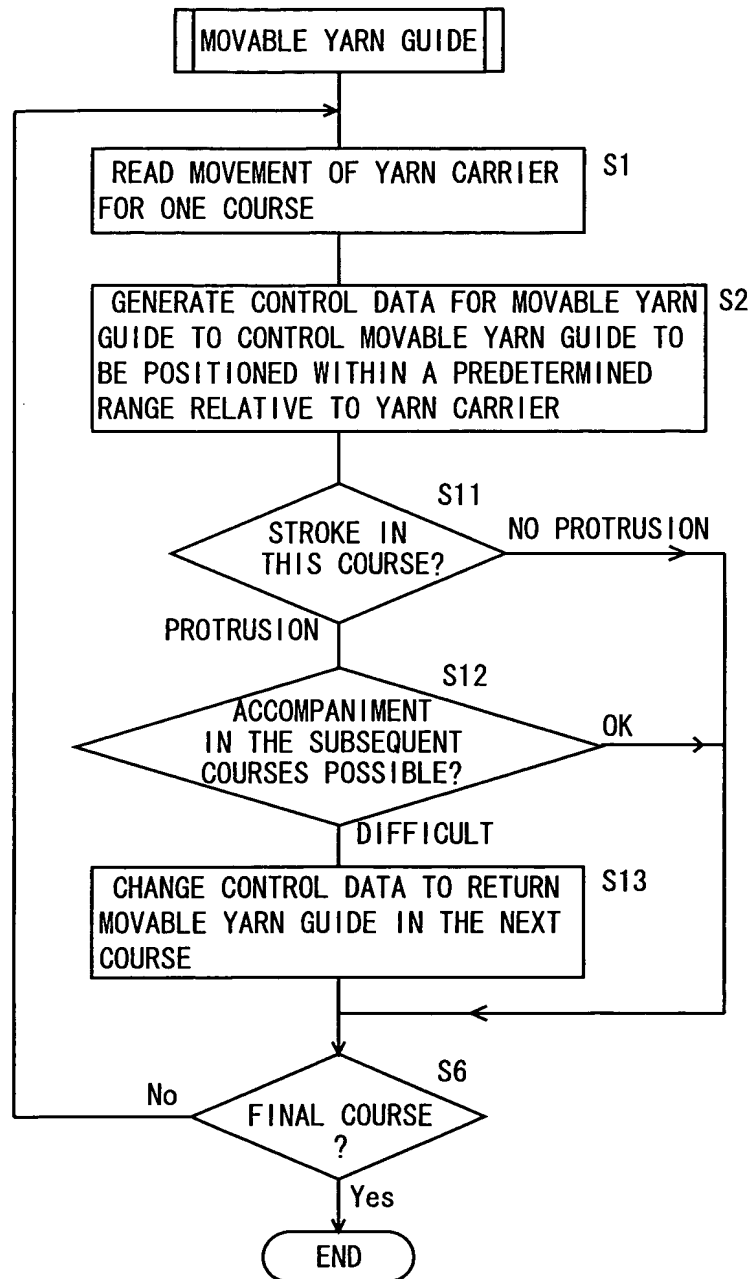 MOVABLE YARN GUIDE
READ MOVEMENT OF YARN CARRIER
FOR ONE COURSE
S1
GENERATE CONTROL DATA FOR MOVABLE YARN
GUIDE TO CONTROL MOVABLE YARN GUIDE TO
BE POSITIONED WITHIN A PREDETERMINED
RANGE RELATIVE TO YARN CARRIER
S2
S11
STROKE IN
THIS COURSE?
NO PROTRUSION
PROTRUSION
S12
ACCOMPANIMENT
IN THE SUBSEQUENT
COURSES POSSIBLE?
OK
DIFFICULT
CHANGE CONTROL DATA TO RETURN
MOVABLE YARN GUIDE IN THE NEXT
COURSE
S13
S6
No
FINAL COURSE
?
Yes
END